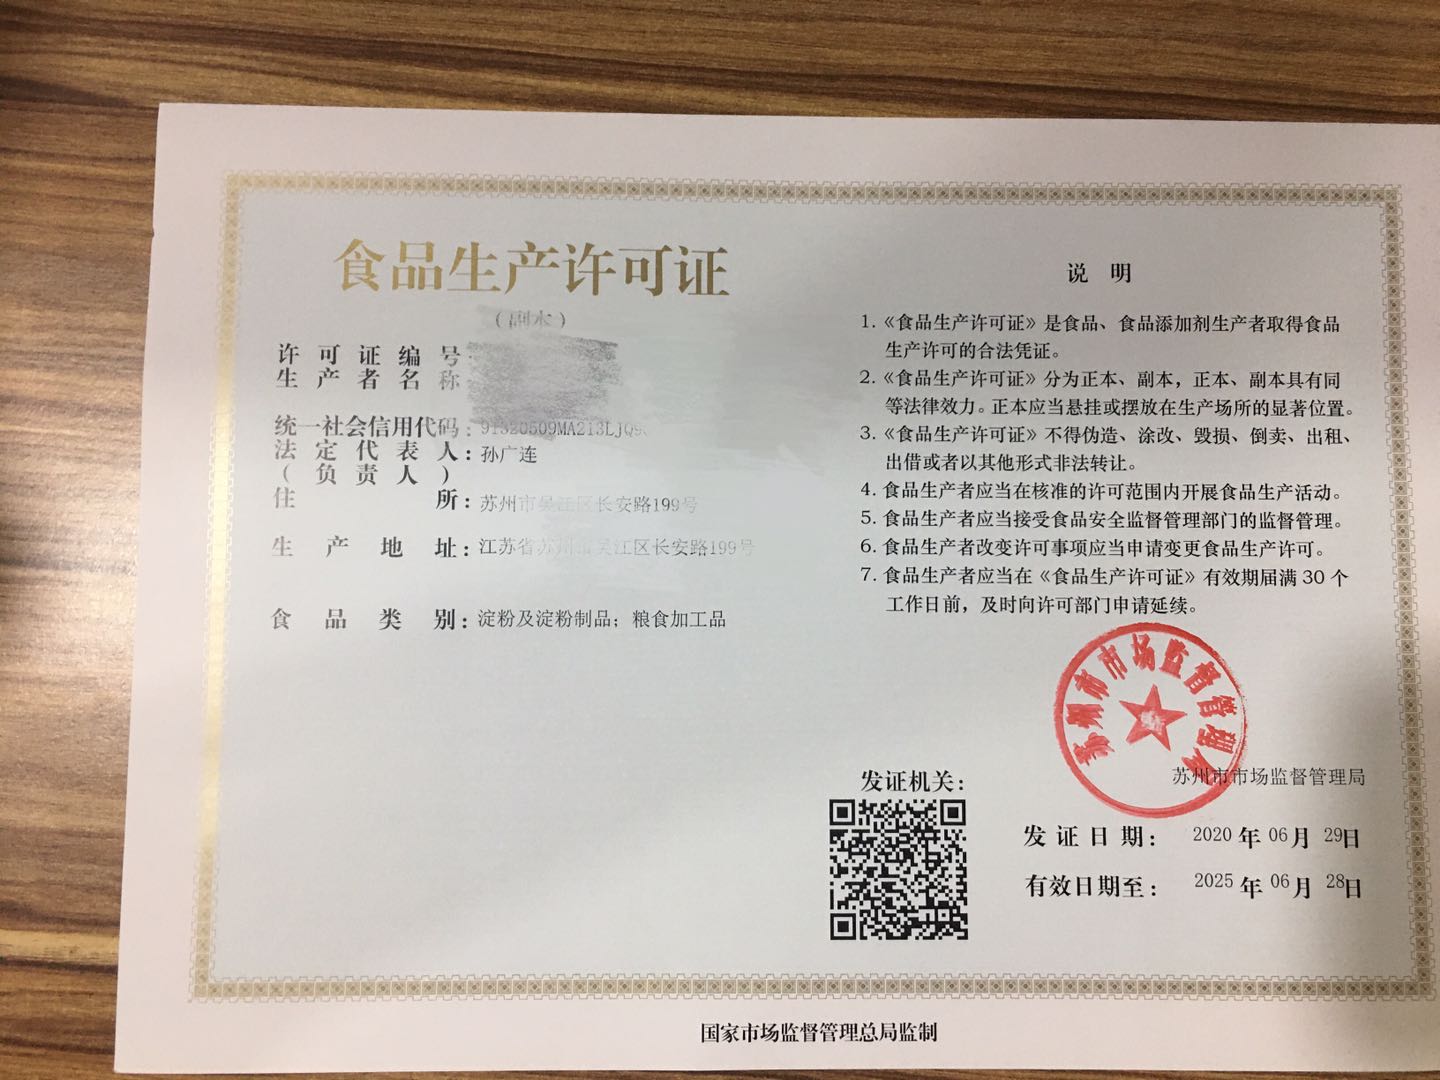 食品生产许可证
(副本)
许可证编号:
生产者名称
统一社会信用代码:91320509MA213LJQ9
法定代表人:孙广连
(负责人)
住所:苏州市吴江区长安路199号
生产地址:江苏省苏州市吴江区长安路199号
食品类别:淀粉及淀粉制品;粮食加工品
说明
1.《食品生产许可证》是食品、食品添加剂生产者取得食品
生产许可的合法凭证。
2.《食品生产许可证》分为正本、副本,正本、副本具有同
等法律效力。正本应当悬挂或摆放在生产场所的显著位置。
3.《食品生产许可证》不得伪造、涂改、毁损、倒卖、出租、
出借或者以其他形式非法转让。
4.食品生产者应当在核准的许可范围内开展食品生产活动。
5.食品生产者应当接受食品安全监督管理部门的监督管理。
6.食品生产者改变许可事项应当申请变更食品生产许可。
7.食品生产者应当在《食品生产许可证》有效期届满30个
工作日前,及时向许可部门申请延续。
苏州市市场监督管理局
发证机关:
苏州市市场监督管理局
发证日期: 2020年06月29日
有效日期至: 2025年06月28日
国家市场监督管理总局监制